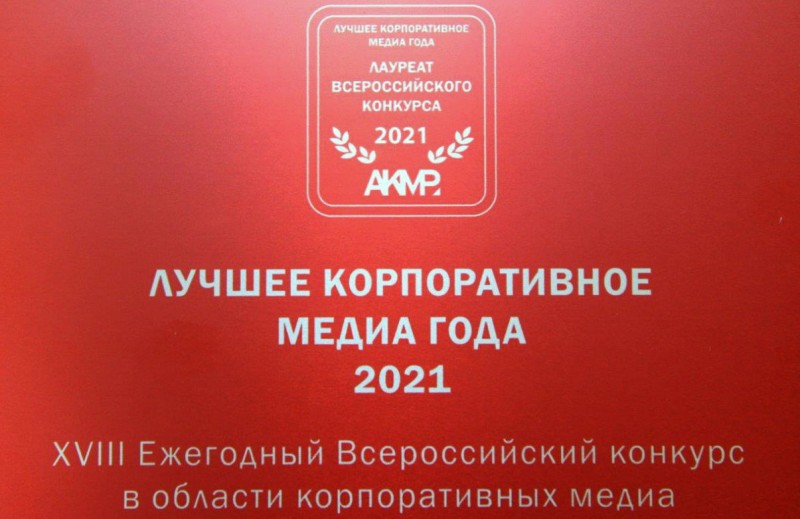 ЛУЧШЕЕ КОРПОРАТИВНОЕ
МЕДИА ГОДА
ЛАУРЕАТ
ВСЕРОССИЙСКОГО
КОНКУРСА
2021
АКМР
ЛУЧШЕЕ КОРПОРАТИВНОЕ
МЕДИА ГОДА
2021
XVIII Ежегодный Всероссийский конкурс
в области корпоративных медиа